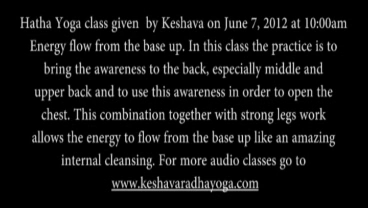 Hatha Yoga class given by Keshava on June 7, 2012 at 10:00am
Energy flow from the base up. In this class the practice is to
bring the awareness to the back, especially middle and
upper back and to use this awareness in order to open the
chest. This combination together with strong legs work
allows the energy to flow from the base up like an amazing
internal cleansing. For more audio classes go to
www.keshavaradhayoga.com